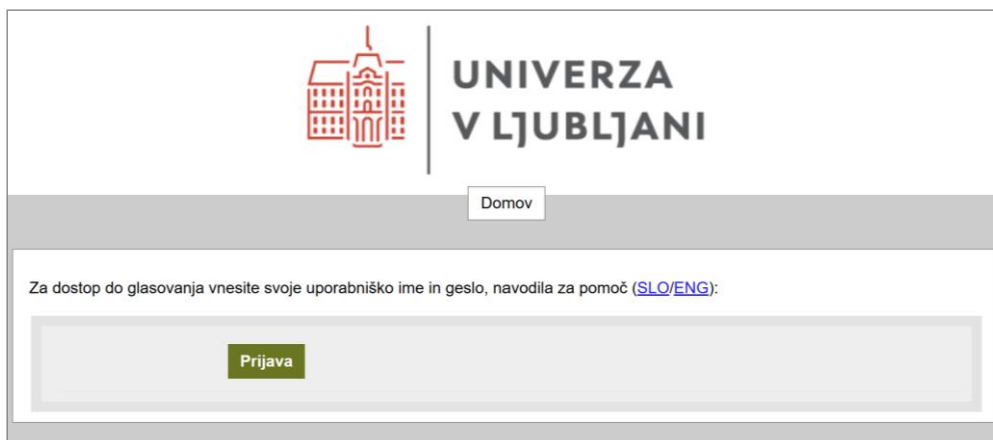 UNIVERZA
V LJUBLJANI
Domov
Za dostop do glasovanja vnesite svoje uporabniško ime in geslo, navodila za pomoč (SLO/ENG):
Prijava